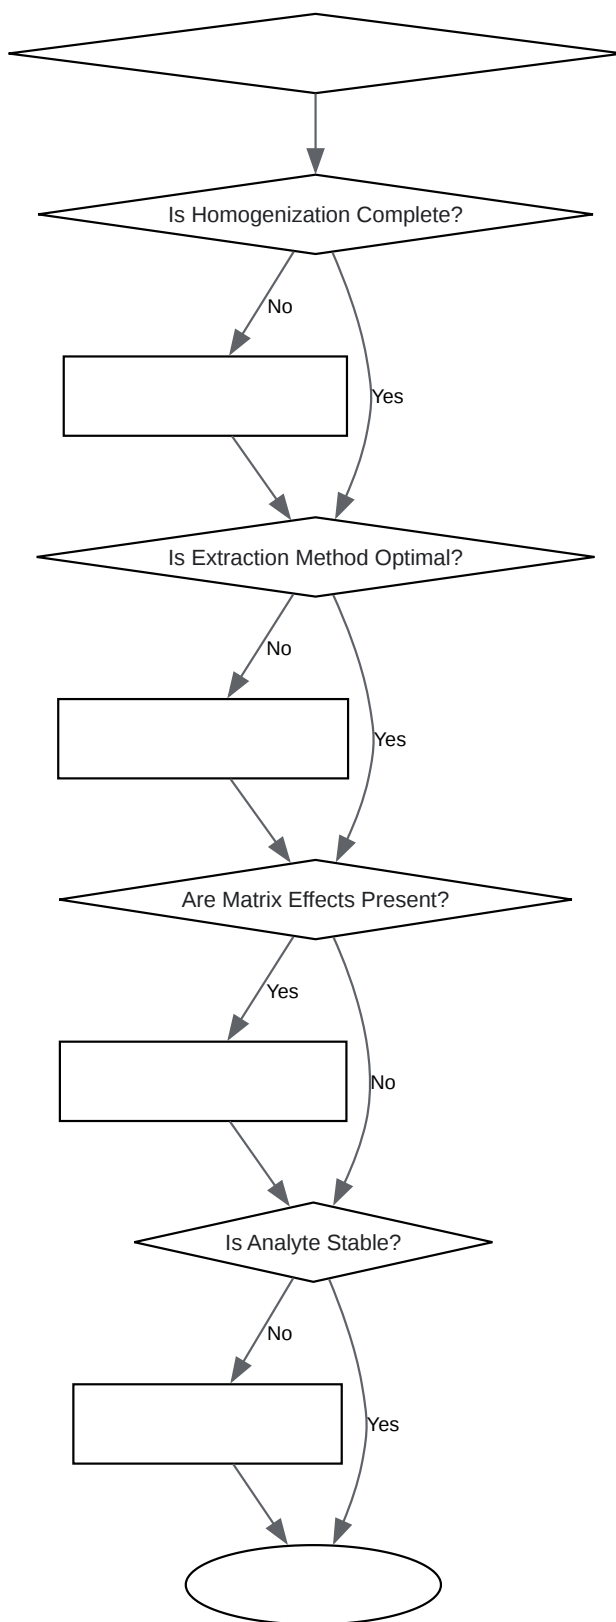 Is Homogenization Complete?
No
Yes
Is Extraction Method Optimal?
No
Yes
Are Matrix Effects Present?
Yes
No
Is Analyte Stable?
No
Yes